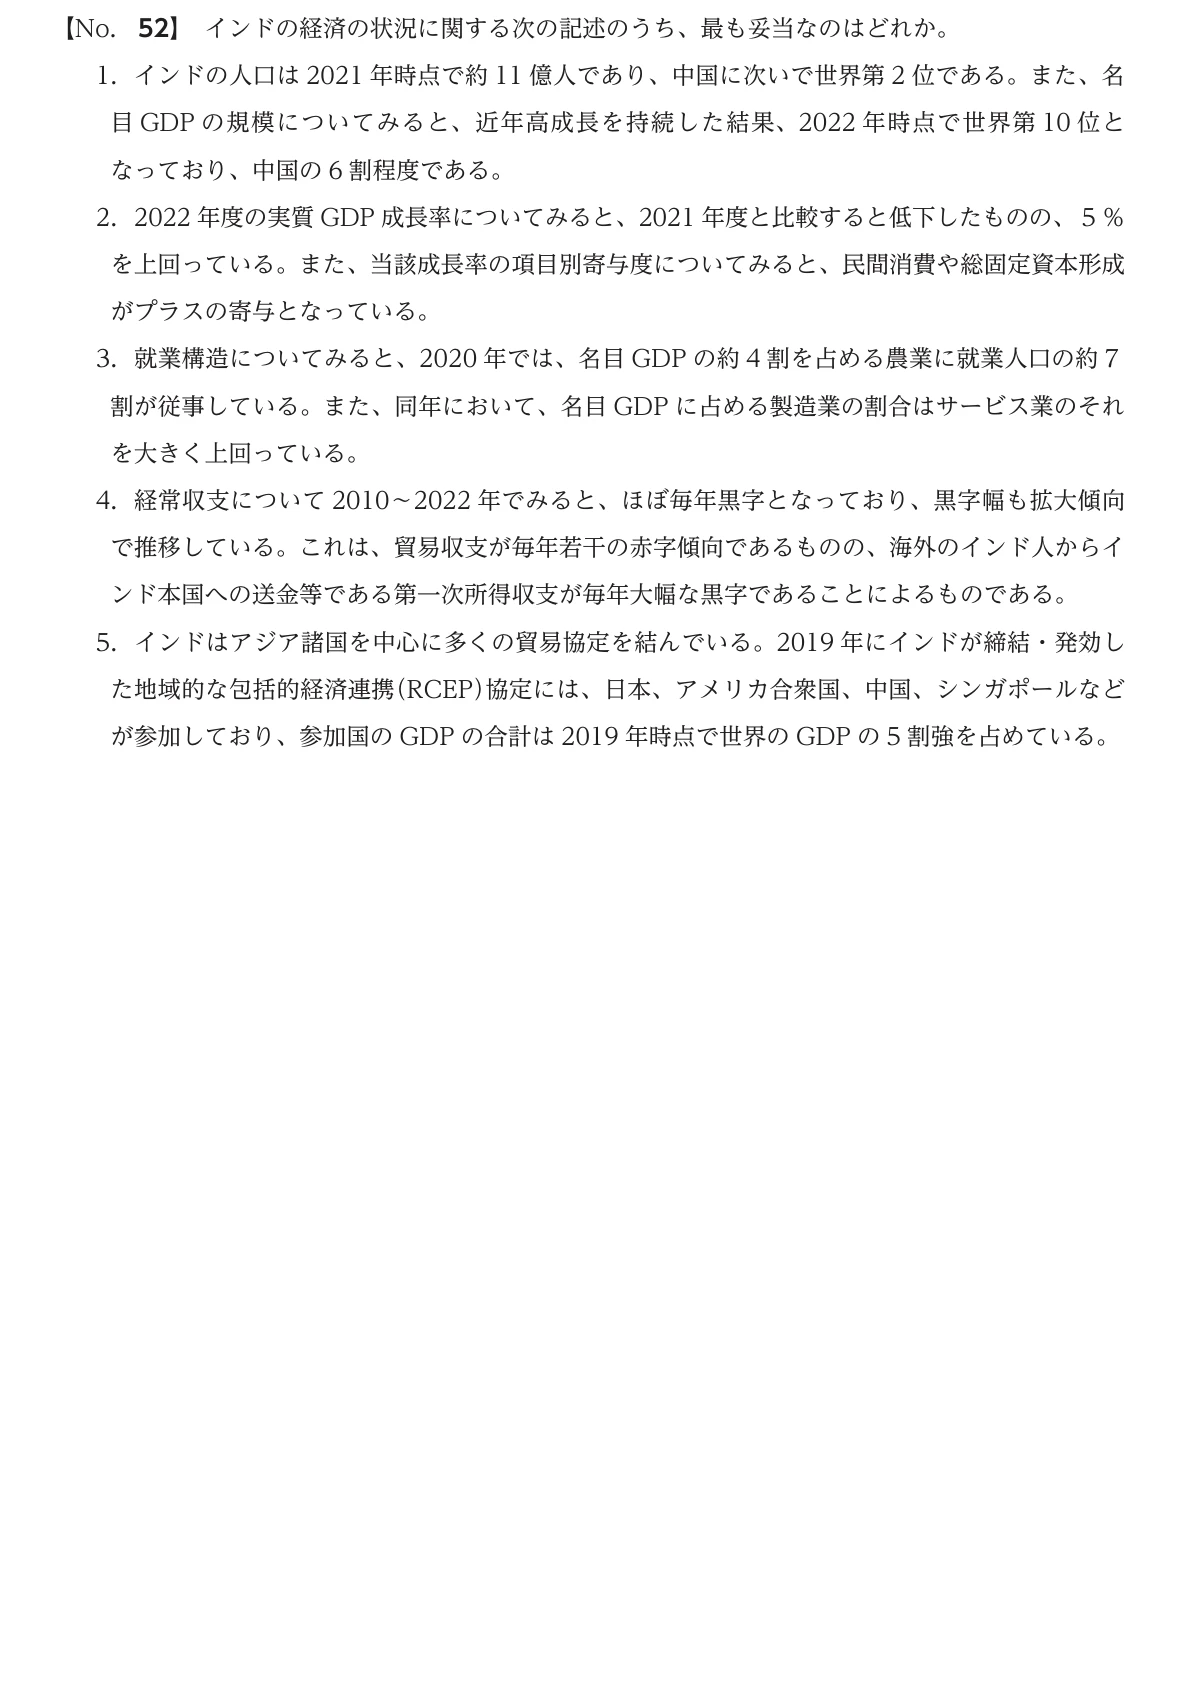 【No. 52】 インドの経済の状況に関する次の記述のうち、最も妥当なのはどれか。
1. インドの人口は 2021 年時点で約 11 億人であり、中国に次いで世界第 2 位である。また、名
目 GDP の規模についてみると、近年高成長を持続した結果、2022 年時点で世界第 10 位と
なっており、中国の 6 割程度である。
2. 2022 年度の実質 GDP 成長率についてみると、2021 年度と比較すると低下したものの、5 %
を上回っている。また、当該成長率の項目別寄与度についてみると、民間消費や総固定資本形成
がプラスの寄与となっている。
3. 就業構造についてみると、2020 年では、名目 GDP の約 4 割を占める農業に就業人口の約 7
割が従事している。また、同年において、名目 GDP に占める製造業の割合はサービス業のそれ
を大きく上回っている。
4. 経常収支について 2010～2022 年でみると、ほぼ毎年黒字となっており、黒字幅も拡大傾向
で推移している。これは、貿易収支が毎年若干の赤字傾向であるものの、海外のインド人からイ
ンド本国への送金等である第一次所得収支が毎年大幅な黒字であることによるものである。
5. インドはアジア諸国を中心に多くの貿易協定を結んでいる。2019 年にインドが締結・発効し
た地域的な包括的経済連携(RCEP)協定には、日本、アメリカ合衆国、中国、シンガポールなど
が参加しており、参加国の GDP の合計は 2019 年時点で世界の GDP の 5 割強を占めている。